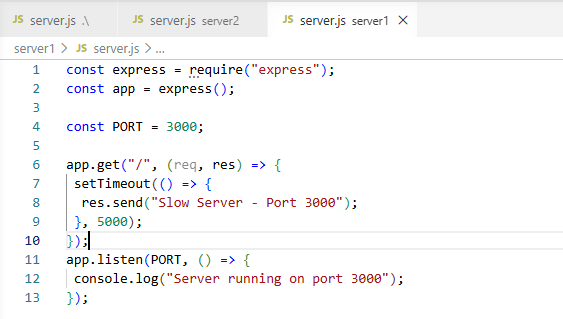 JS server.js .\ JS server.js server2 JS server.js server1 ×
server1 > JS server.js > ...
1 const express = require("express");
2 const app = express();
3
4 const PORT = 3000;
5
6 app.get("/", (req, res) => {
7 setTimeout(() => {
8 res.send("Slow Server - Port 3000");
9 }, 5000);
10 });
11 app.listen(PORT, () => {
12 console.log("Server running on port 3000");
13 });